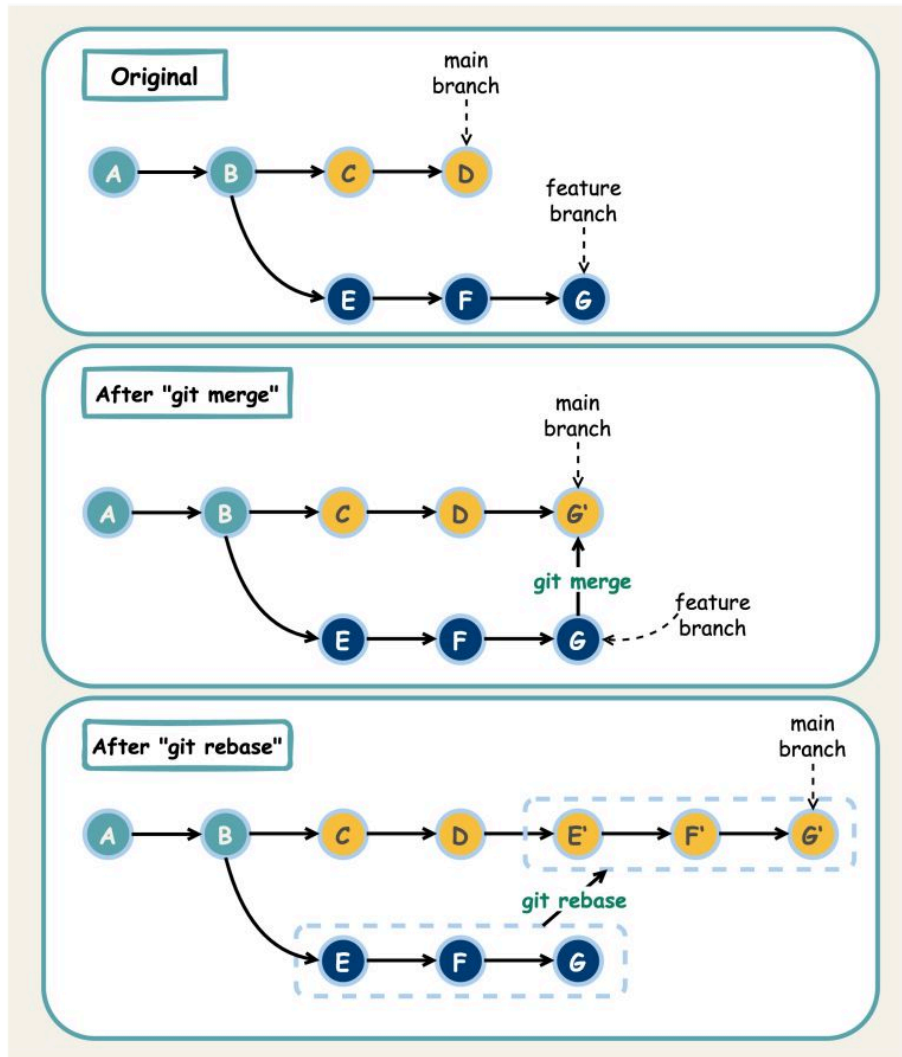 Original
main
branch
A
B
C
D
feature
branch
E
F
G
After "git merge"
main
branch
A
B
C
D
G'
git merge
feature
branch
E
F
G
After "git rebase"
main
branch
A
B
C
D
E'
F'
G'
git rebase
E
F
G